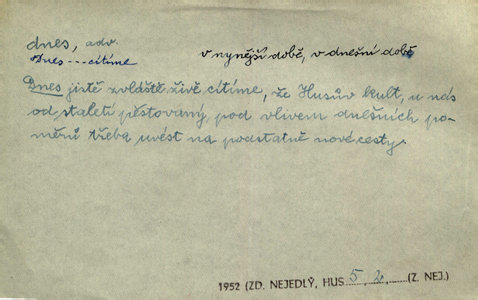 dnes, adv.
Dnes --- cítíme v nynější době, v dnešní době
Dnes jistě zvláště živě cítíme, že Husův kult, u nás
od staletí pěstovaný, pod vlivem dnešních po-
měrů třeba uvést na podstatně nové cesty.
1952 (ZD. NEJEDLÝ, HUS 5, 2, (Z. NEJ.)